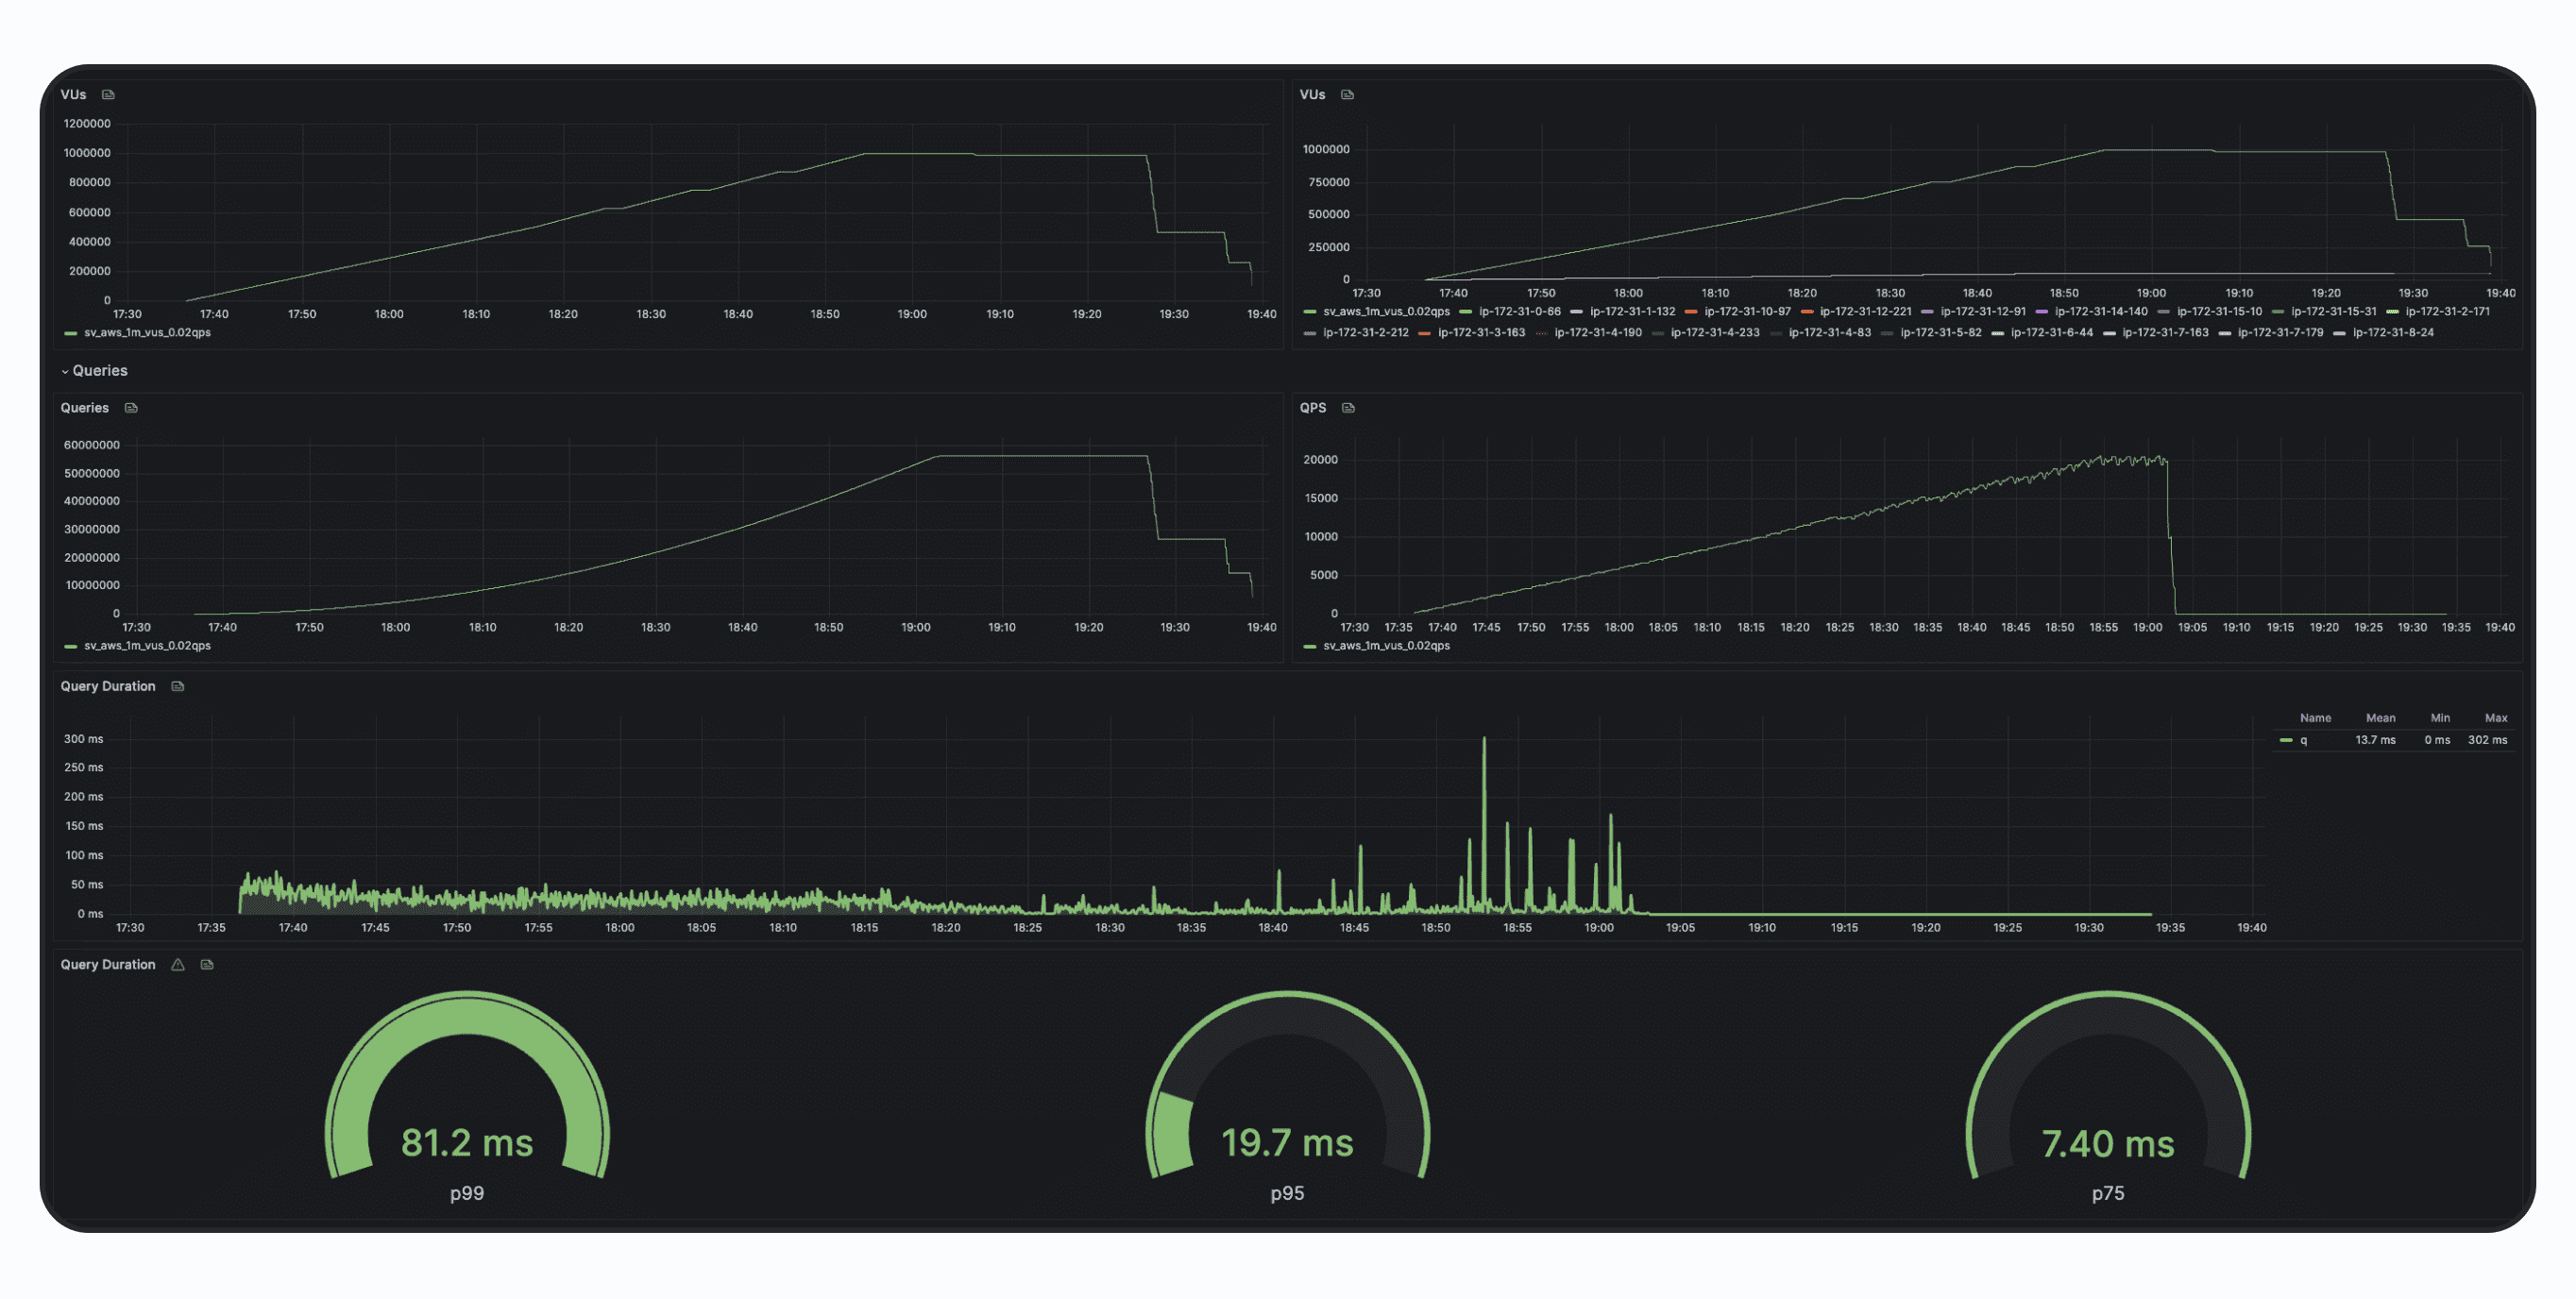 VUs
1200000
1000000
800000
600000
400000
200000
0
17:30 17:40 17:50 18:00 18:10 18:20 18:30 18:40 18:50 19:00 19:10 19:20 19:30 19:40
sv_aws_1m_vus_0.02qps
VUs
1000000
750000
500000
250000
0
17:30 17:40 17:50 18:00 18:10 18:20 18:30 18:40 18:50 19:00 19:10 19:20 19:30 19:40
sv_aws_1m_vus_0.02qps ip-172-31-0-66 ip-172-31-1-132 ip-172-31-10-97 ip-172-31-12-221 ip-172-31-12-91 ip-172-31-14-140 ip-172-31-15-10 ip-172-31-15-31 ip-172-31-2-171
ip-172-31-2-212 ip-172-31-3-163 ip-172-31-4-190 ip-172-31-4-233 ip-172-31-4-83 ip-172-31-5-82 ip-172-31-6-44 ip-172-31-7-163 ip-172-31-7-179 ip-172-31-8-24
Queries
Queries
60000000
50000000
40000000
30000000
20000000
10000000
0
17:30 17:40 17:50 18:00 18:10 18:20 18:30 18:40 18:50 19:00 19:10 19:20 19:30 19:40
sv_aws_1m_vus_0.02qps
QPS
20000
15000
10000
5000
0
17:30 17:35 17:40 17:45 17:50 17:55 18:00 18:05 18:10 18:15 18:20 18:25 18:30 18:35 18:40 18:45 18:50 18:55 19:00 19:05 19:10 19:15 19:20 19:25 19:30 19:35 19:40
sv_aws_1m_vus_0.02qps
Query Duration
300 ms
250 ms
200 ms
150 ms
100 ms
50 ms
0 ms
17:30 17:35 17:40 17:45 17:50 17:55 18:00 18:05 18:10 18:15 18:20 18:25 18:30 18:35 18:40 18:45 18:50 18:55 19:00 19:05 19:10 19:15 19:20 19:25 19:30 19:35 19:40
Name Mean Min Max
q 13.7 ms 0 ms 302 ms
Query Duration
81.2 ms
p99
19.7 ms
p95
7.40 ms
p75